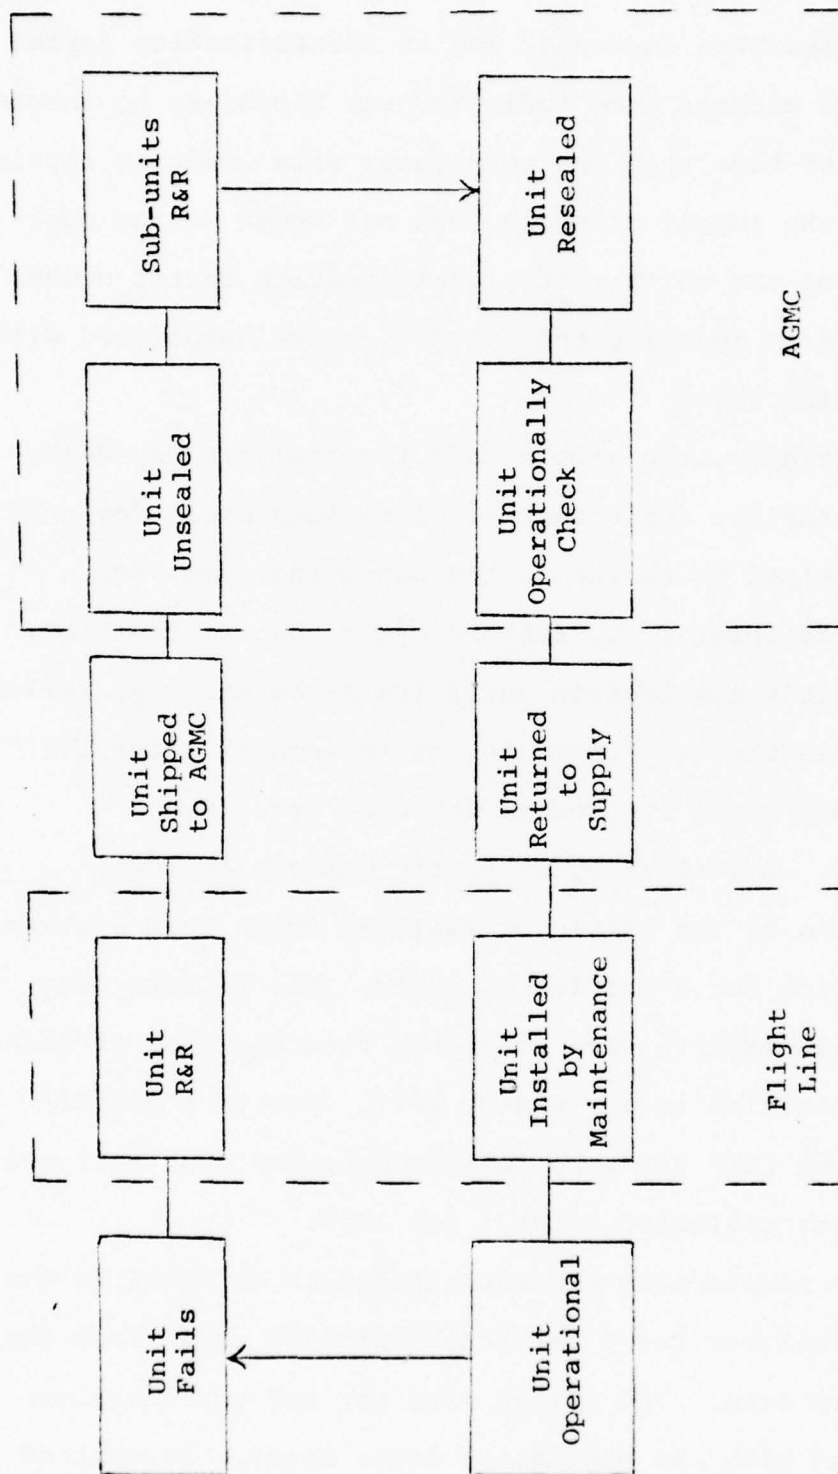 Unit
Fails
Unit
R&R
Unit
Shipped
to AGMC
Unit
Unsealed
Sub-units
R&R
Unit
Operational
Unit
Installed
by
Maintenance
Unit
Returned
to
Supply
Unit
Operationally
Check
Unit
Resealed
Flight
Line
AGMC